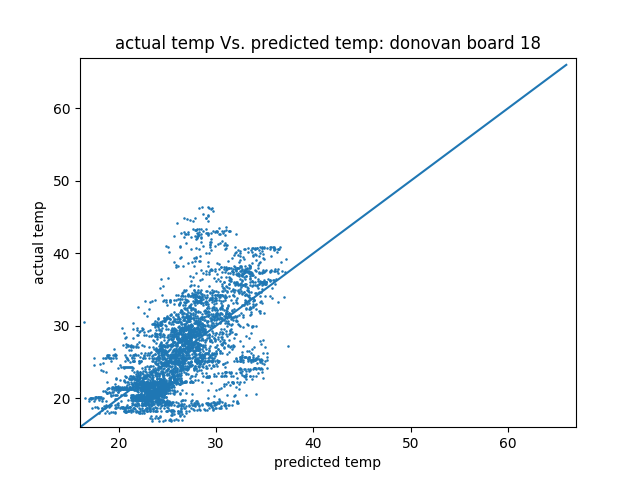 actual temp Vs. predicted temp: donovan board 18
60
50
40
30
20
actual temp
20 30 40 50 60
predicted temp